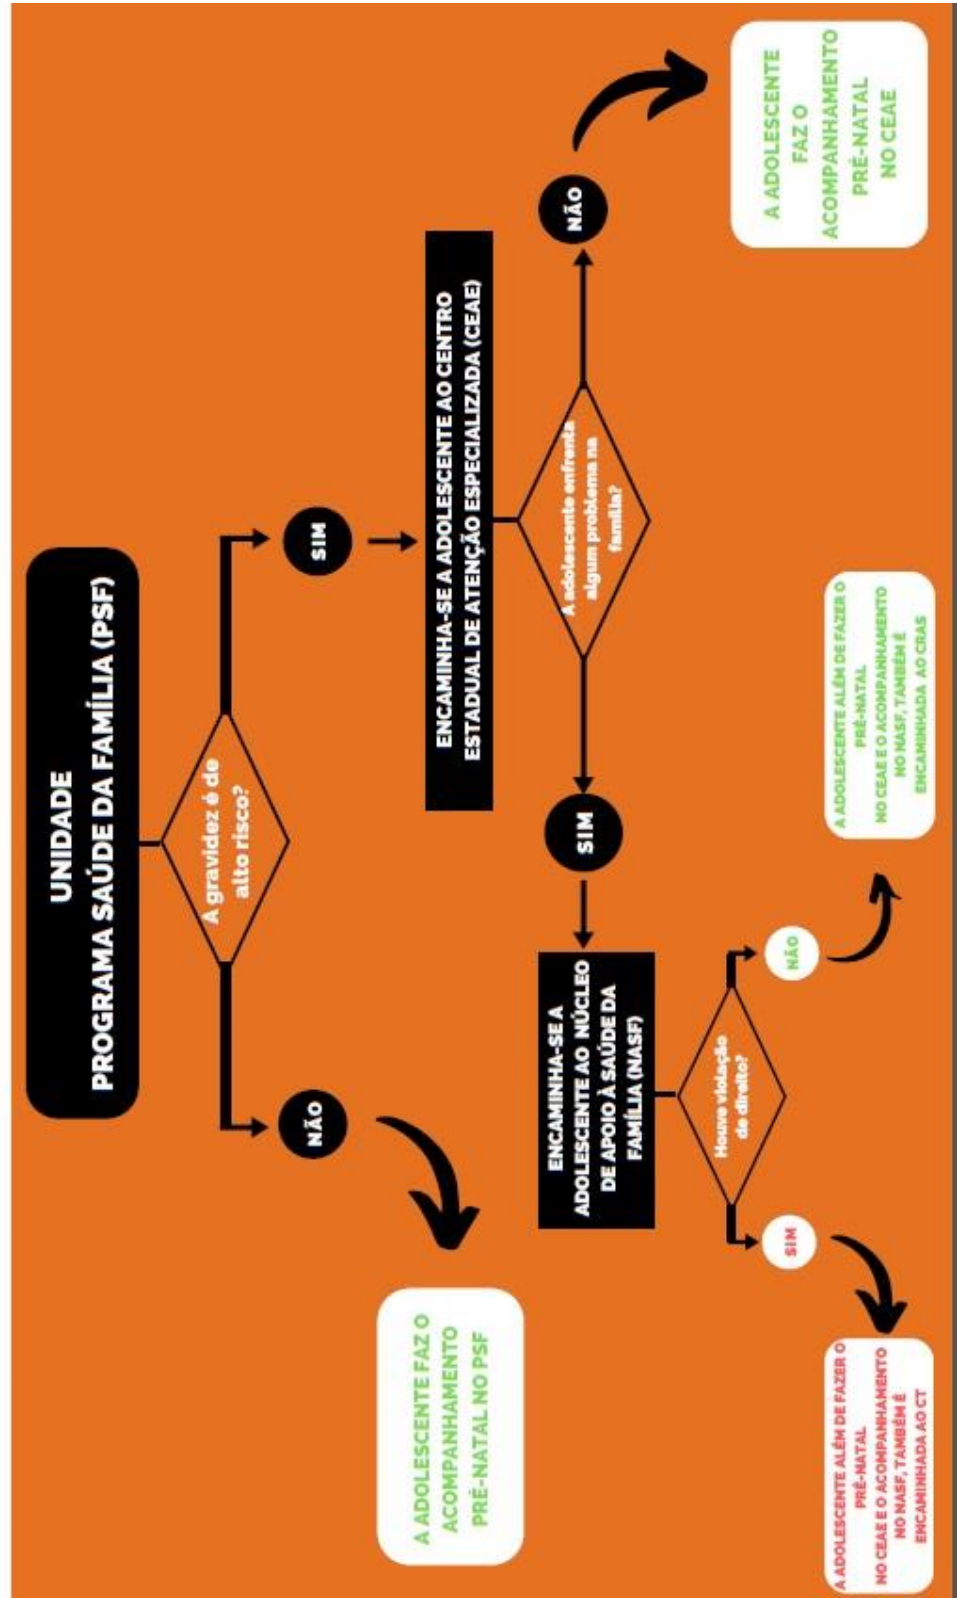 UNIDADE
PROGRAMA SAÚDE DA FAMÍLIA (PSF)
A gravidez é de
alto risco?
NÃO
SIM
A ADOLESCENTE FAZ O
ACOMPANHAMENTO
PRÉ-NATAL NO PSF
ENCAMINHA-SE A ADOLESCENTE AO CENTRO
ESTADUAL DE ATENÇÃO ESPECIALIZADA (CEAE)
A adolescente enfrenta
algum problema na
família?
SIM
NÃO
A ADOLESCENTE
FAZ O
ACOMPANHAMENTO
PRÉ-NATAL
NO CEAE
ENCAMINHA-SE A
ADOLESCENTE AO NÚCLEO
DE APOIO À SAÚDE DA
FAMÍLIA (NASF)
Houve violação
de direito?
SIM
NÃO
A ADOLESCENTE ALÉM DE FAZER O
PRÉ-NATAL
NO CEAE E O ACOMPANHAMENTO
NO NASF, TAMBÉM É
ENCAMINHADA AO CT
A ADOLESCENTE ALÉM DE FAZER O
PRÉ-NATAL
NO CEAE E O ACOMPANHAMENTO
NO NASF, TAMBÉM É
ENCAMINHADA AO CRAS